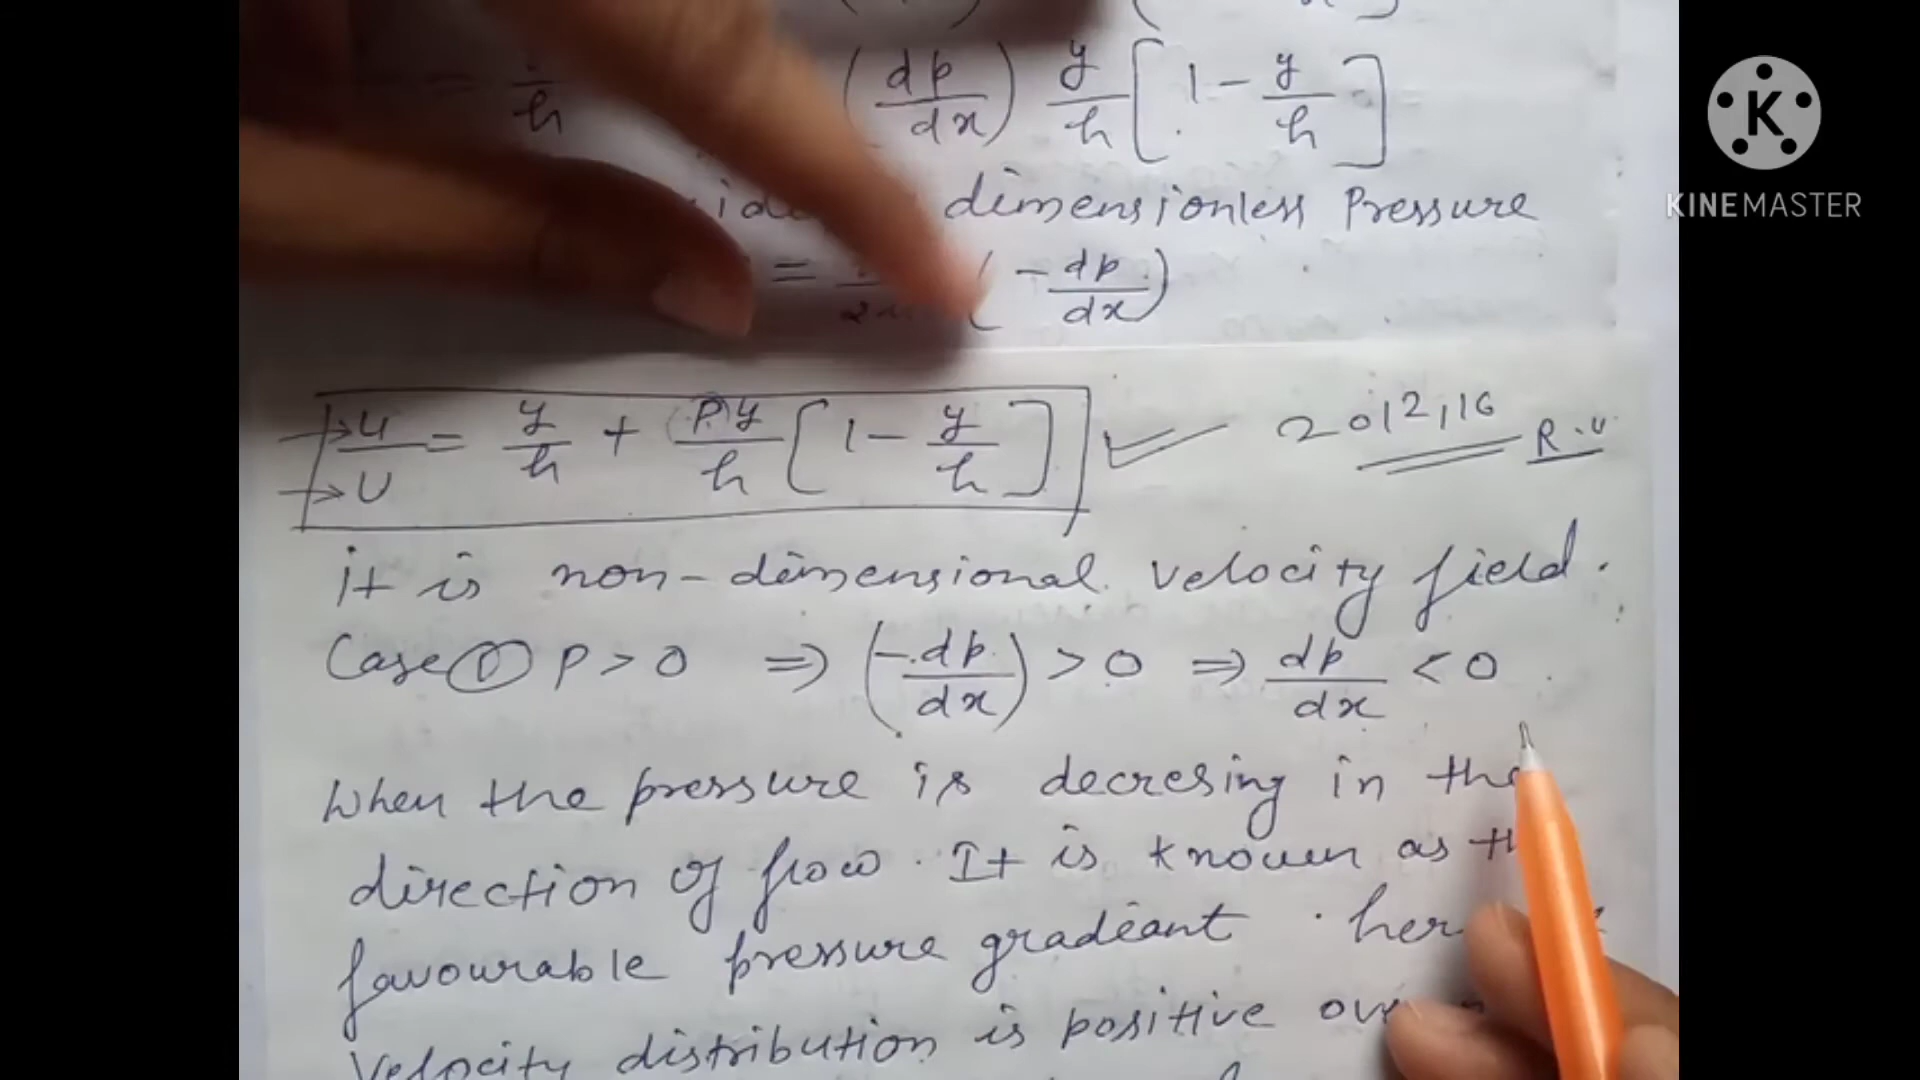 = h (dp/dx) y/h [1 - y/h]
dimensionless Pressure
= (-dp/dx)
u/U = y/h + Py/h [1 - y/h] 2012,16 R.U
it is non-dimensional velocity field.
Case ① P > 0 ⇒ (-dp/dx) > 0 ⇒ dp/dx < 0
When the pressure is decresing in the
direction of flow. It is known as
favourable pressure gradeant.
Velocity distribution is positive
K
KINEMASTER